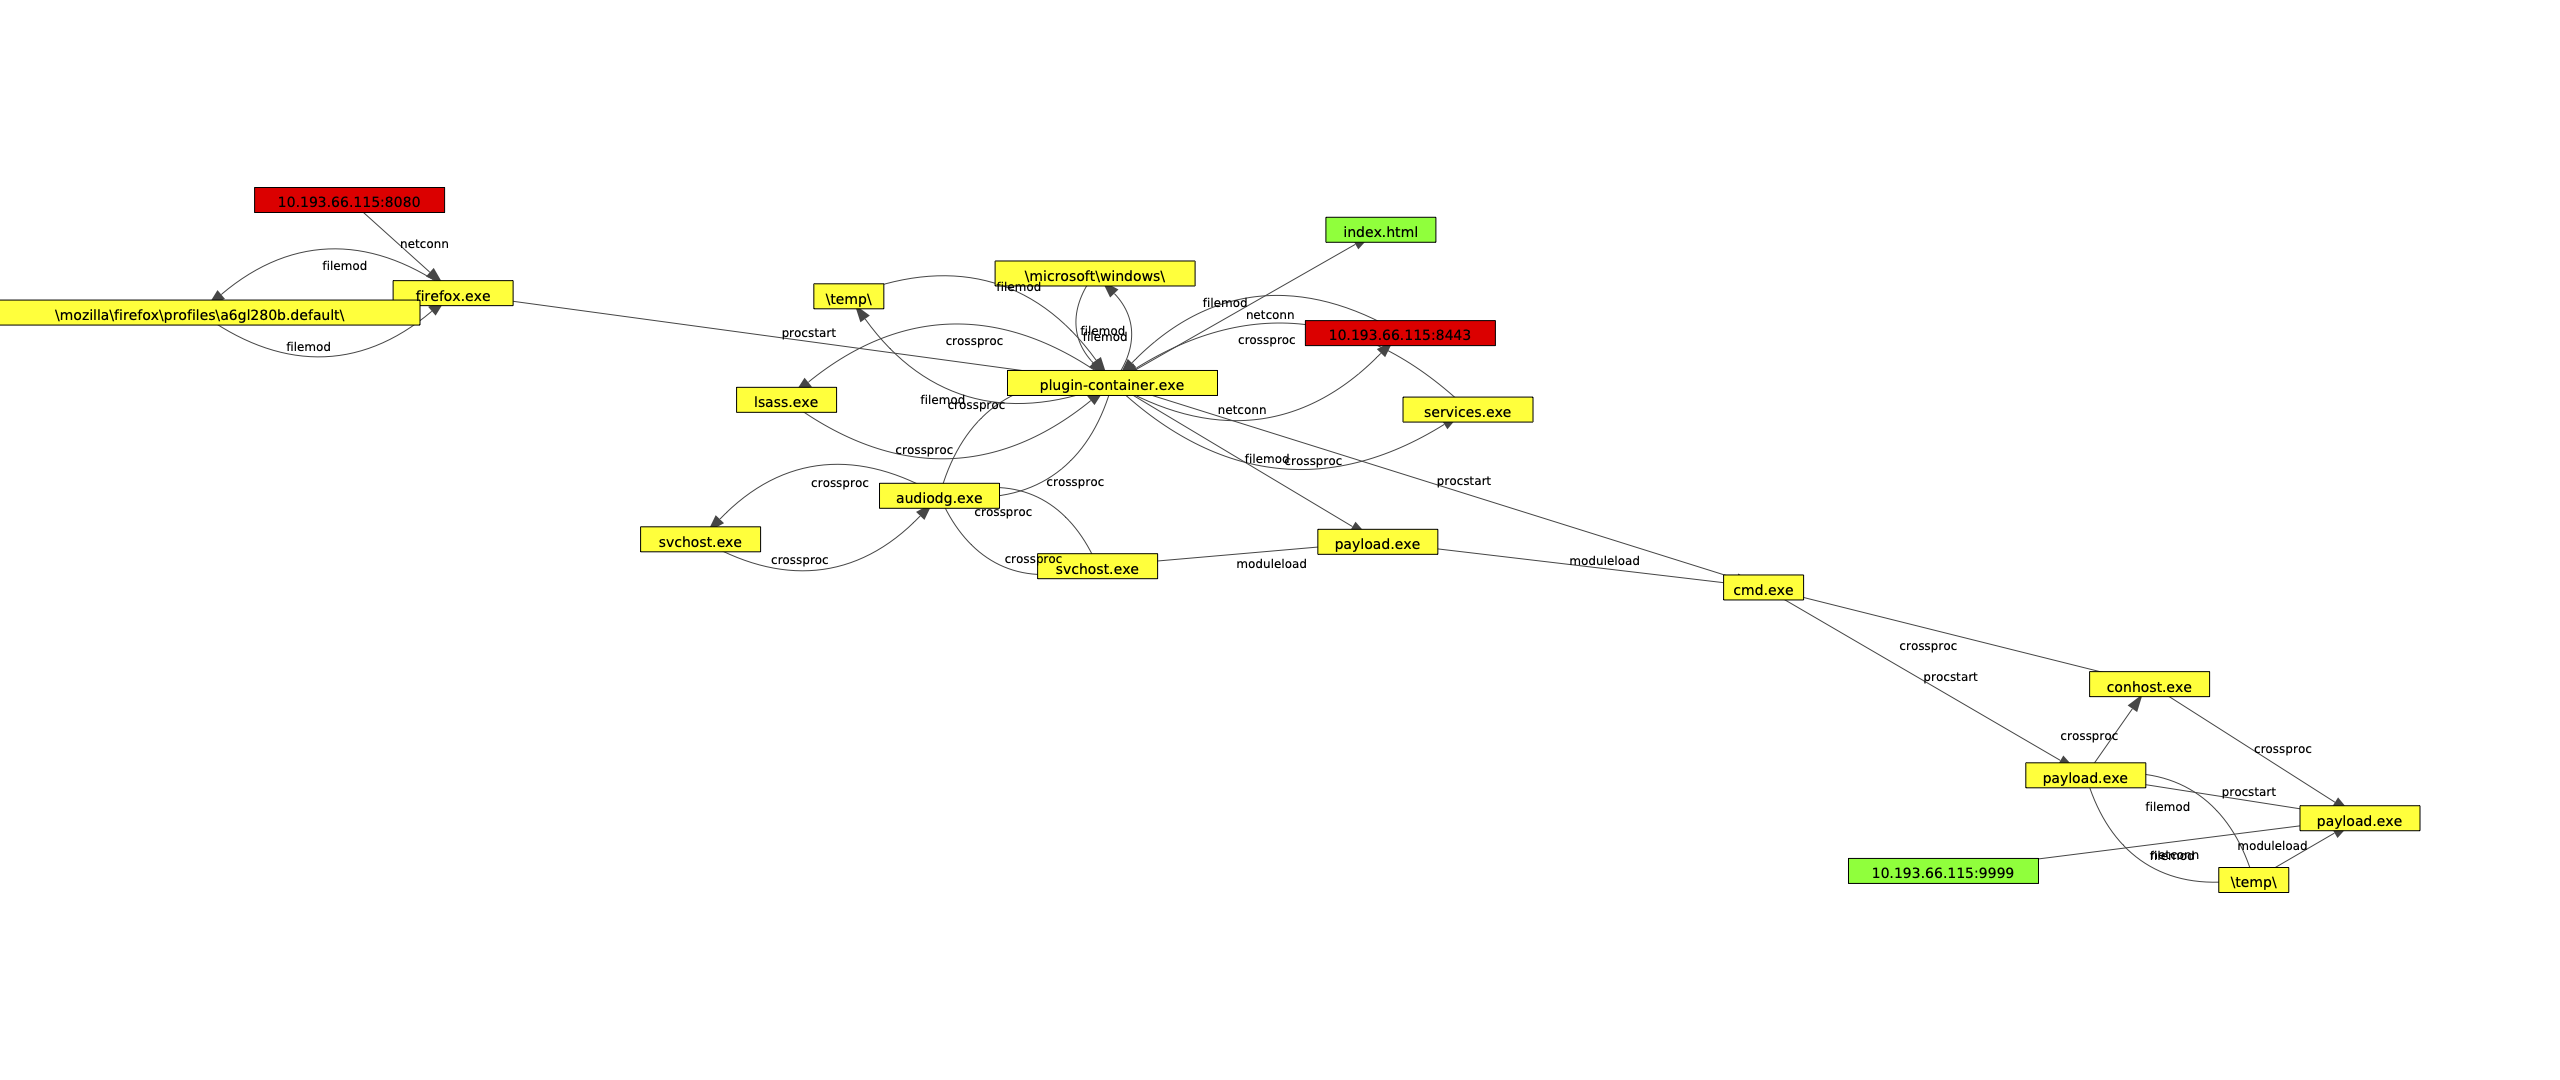 10.193.66.115:8080
netconn
filemod
firefox.exe
\mozilla\firefox\profiles\a6gl280b.default\
filemod
procstart
index.html
\microsoft\windows\
filemod
\temp\
filemod
netconn
filemod
filemod
10.193.66.115:8443
crossproc
crossproc
plugin-container.exe
lsass.exe
filemod
crossproc
netconn
services.exe
crossproc
filemod
crossproc
crossproc
crossproc
procstart
audiodg.exe
crossproc
svchost.exe
payload.exe
crossproc
crossproc
svchost.exe
moduleload
moduleload
cmd.exe
crossproc
procstart
conhost.exe
crossproc
crossproc
payload.exe
procstart
filemod
payload.exe
moduleload
filemod
netconn
10.193.66.115:9999
\temp\